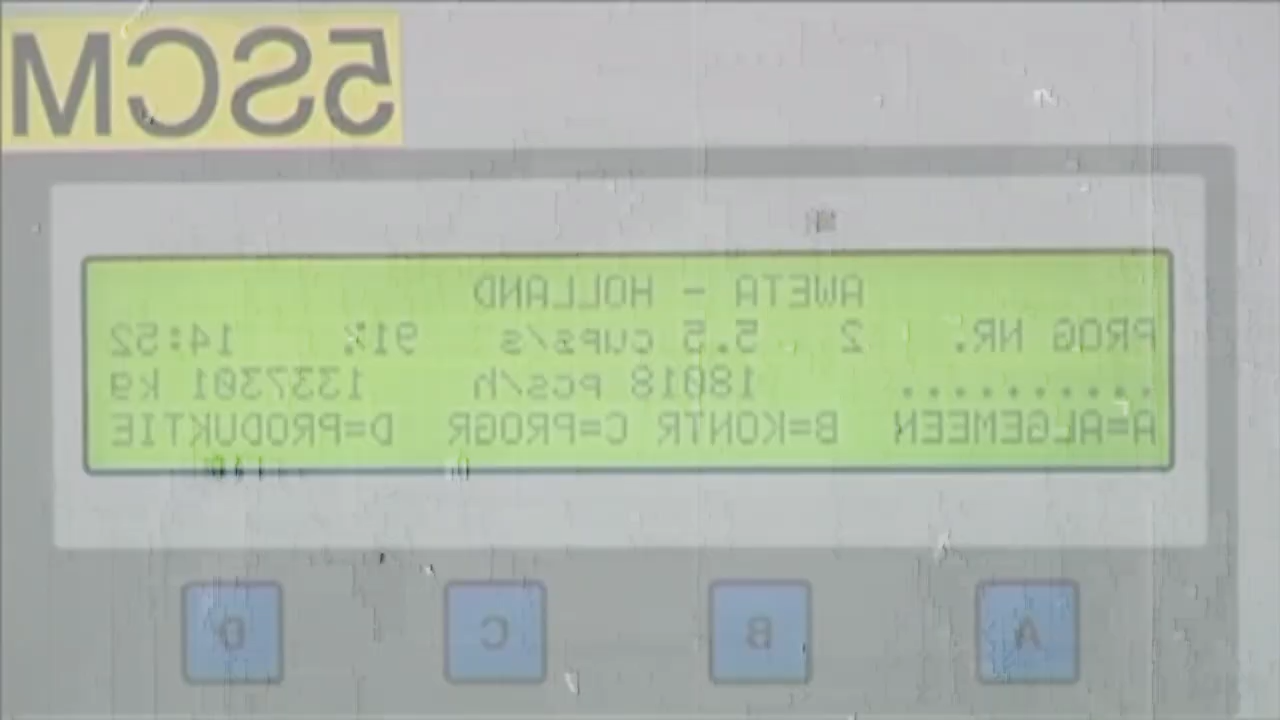 5SCM
AWETA - HOLLAND
PROG NR. 2 5.5 cups/s 91% 14:52
......... 18018 pcs/h 1337301 kg
A=ALGEMEEN B=KONTR C=PROGR D=PRODUKTIE
A B C D